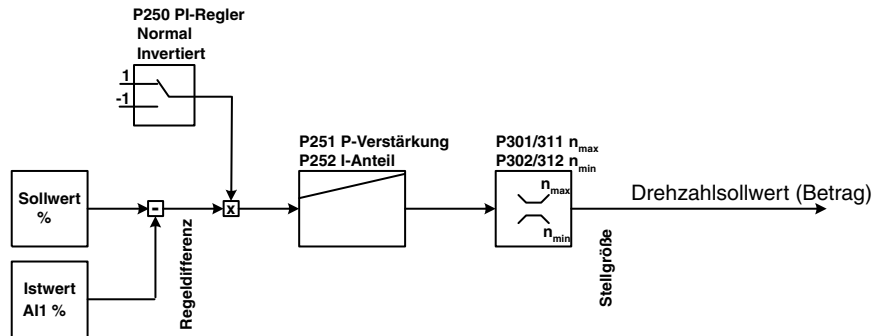 P250 PI-Regler
Normal
Invertiert
1
-1
P251 P-Verstärkung
P252 I-Anteil
P301/311 nmax
P302/312 nmin
Sollwert
%
-
x
Regeldifferenz
nmax
nmin
Drehzahlsollwert (Betrag)
Stellgröße
Istwert
AI1 %